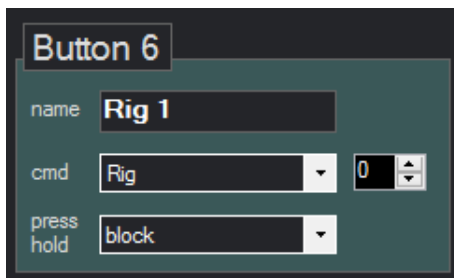 Button 6
name Rig 1
cmd Rig 0
press
hold block